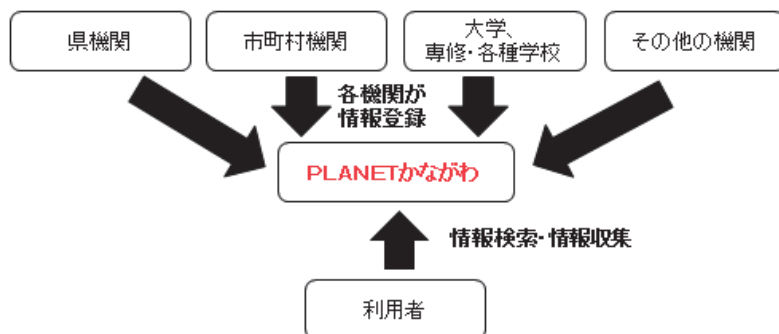 県機関
市町村機関
大学、
専修・各種学校
その他の機関
各機関が
情報登録
PLANETかながわ
情報検索・情報収集
利用者